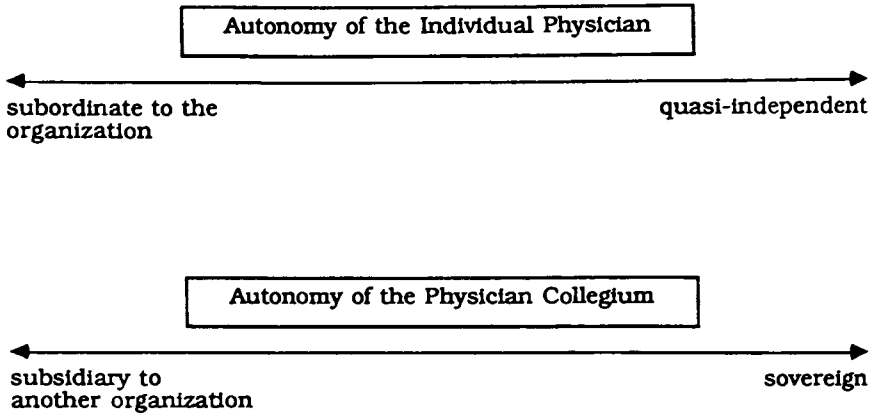 Autonomy of the Individual Physician
subordinate to the
organization
quasi-independent
Autonomy of the Physician Collegium
subsidiary to
another organization
sovereign